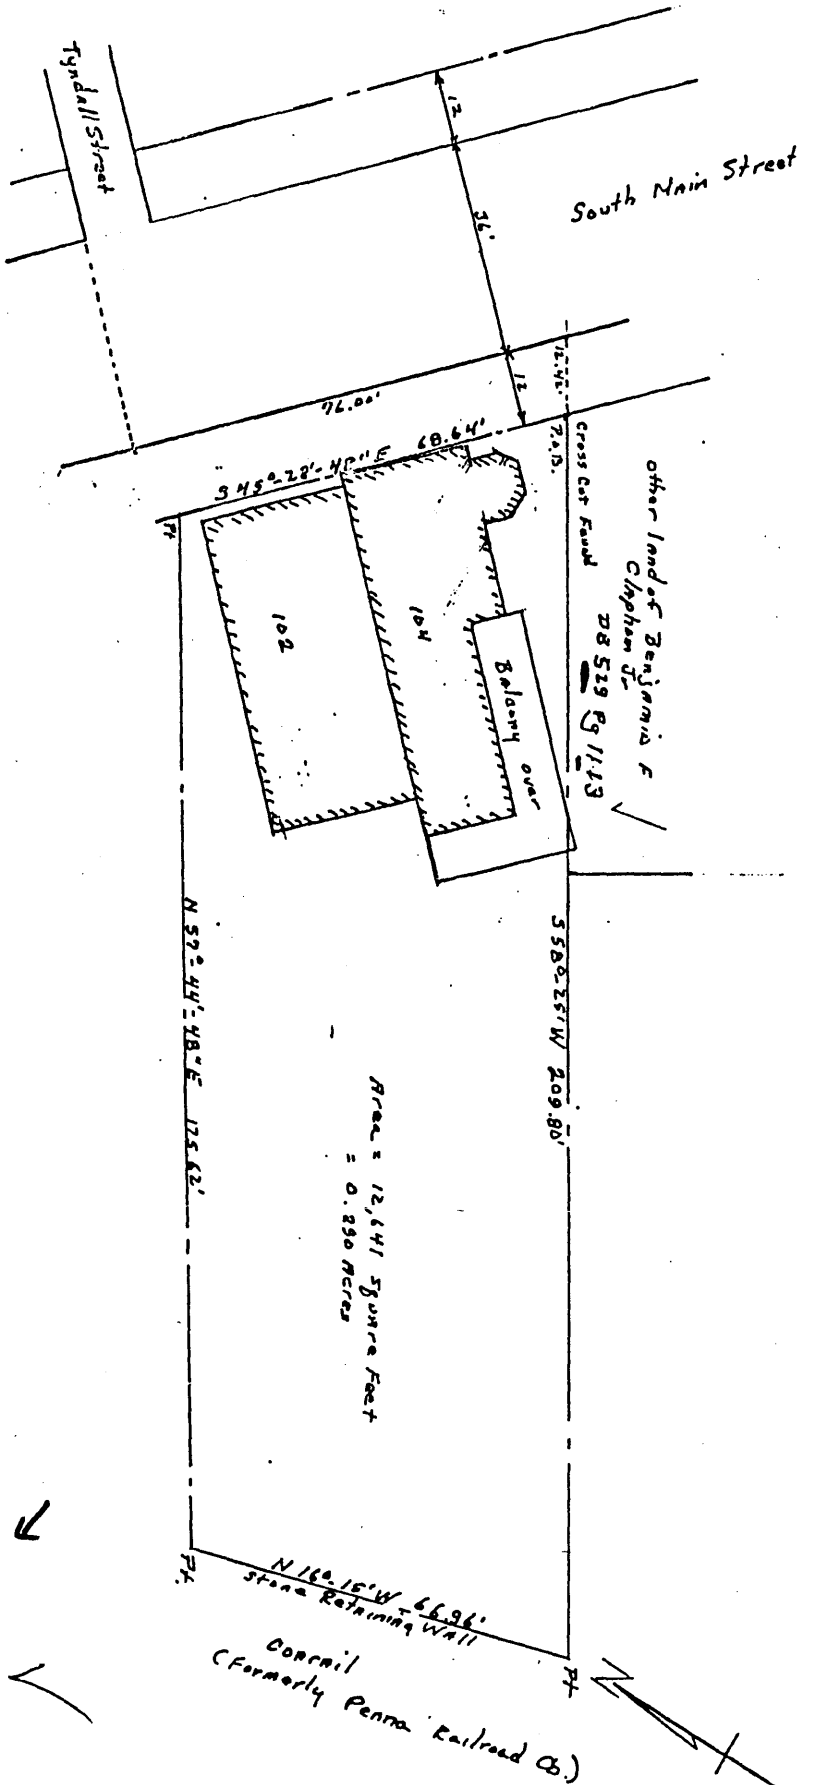 Tyndall Street
South Main Street
12
36'
12
12.42'
P.O.B.
Cross Cut Found
76.00'
68.64'
S 45°-28'-40" E
Pt
other land of Benjamin F
Clapham Jr
DB 529 Pg 1113
102
104
Balcony over
S 58°-25' W 209.80'
N 57°-44'-48" E 175.62'
Area = 12,641 Square Feet
= 0.290 Acres
N 16°-15' W - 66.96'
Stone Retaining Wall
Pt.
Pt
Conrail
(Formerly Penna Railroad Co.)
N